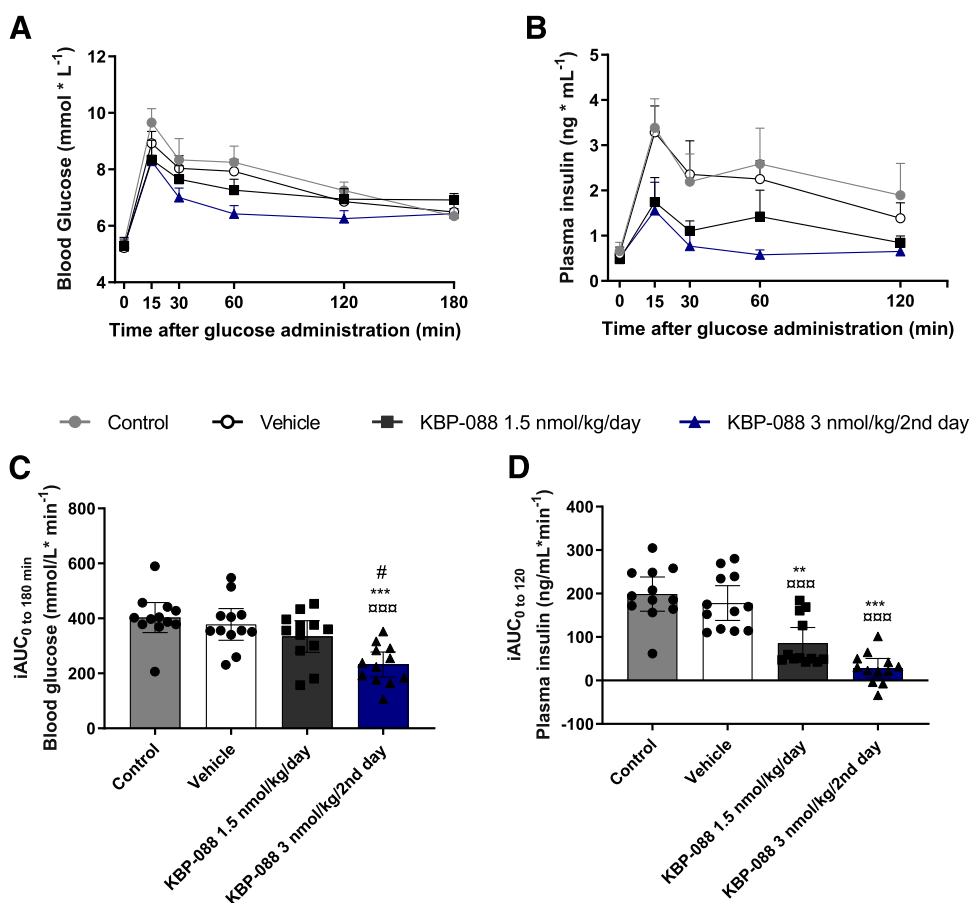 A
Blood Glucose (mmol * L-1)
12
10
8
6
4
0 15 30 60 120 180
Time after glucose administration (min)
B
Plasma insulin (ng * mL-1)
5
4
3
2
1
0
0 15 30 60 120
Time after glucose administration (min)
Control Vehicle KBP-088 1.5 nmol/kg/day KBP-088 3 nmol/kg/2nd day
C
iAUC0 to 180 min
Blood glucose (mmol/L* min-1)
800
600
400
200
0
#
***
¤¤¤
Control
Vehicle
KBP-088 1.5 nmol/kg/day
KBP-088 3 nmol/kg/2nd day
D
iAUC0 to 120
Plasma insulin (ng/mL*min-1)
400
300
200
100
0
-100
**
¤¤¤
***
¤¤¤
Control
Vehicle
KBP-088 1.5 nmol/kg/day
KBP-088 3 nmol/kg/2nd day